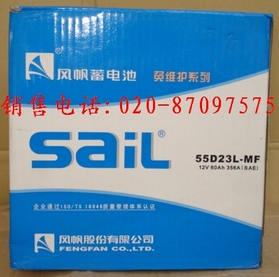 风帆蓄电池 免维护系列
销售电话:020-87097575
sail®
55D23L-MF
12V 60Ah 356A(SAE)
企业通过ISO/TS 16949质量管理体系认证
风帆股份有限公司
FENGFAN CO.,LTD.